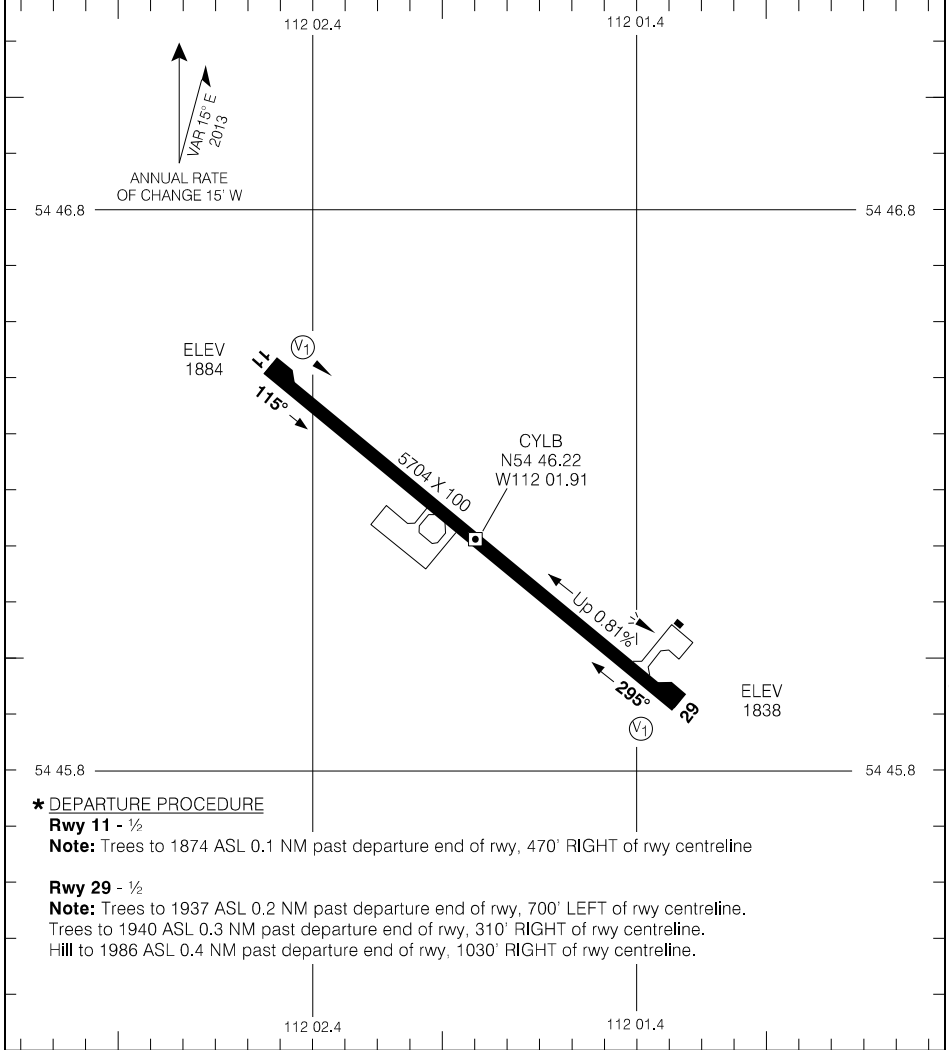 112 02.4
112 01.4
VAR 15° E
2013
ANNUAL RATE
OF CHANGE 15' W
54 46.8
54 46.8
ELEV
1884
11
V1
115°
5704 X 100
CYLB
N54 46.22
W112 01.91
Up 0.81%
295°
29
V1
ELEV
1838
54 45.8
54 45.8
* DEPARTURE PROCEDURE
Rwy 11 - ½
Note: Trees to 1874 ASL 0.1 NM past departure end of rwy, 470' RIGHT of rwy centreline
Rwy 29 - ½
Note: Trees to 1937 ASL 0.2 NM past departure end of rwy, 700' LEFT of rwy centreline.
Trees to 1940 ASL 0.3 NM past departure end of rwy, 310' RIGHT of rwy centreline.
Hill to 1986 ASL 0.4 NM past departure end of rwy, 1030' RIGHT of rwy centreline.
112 02.4
112 01.4